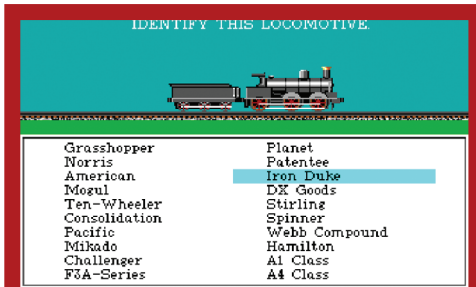 IDENTIFY THIS LOCOMOTIVE.
Grasshopper
Norris
American
Mogul
Ten-Wheeler
Consolidation
Pacific
Mikado
Challenger
F3A-Series
Planet
Patentee
Iron Duke
DX Goods
Stirling
Spinner
Webb Compound
Hamilton
A1 Class
A4 Class